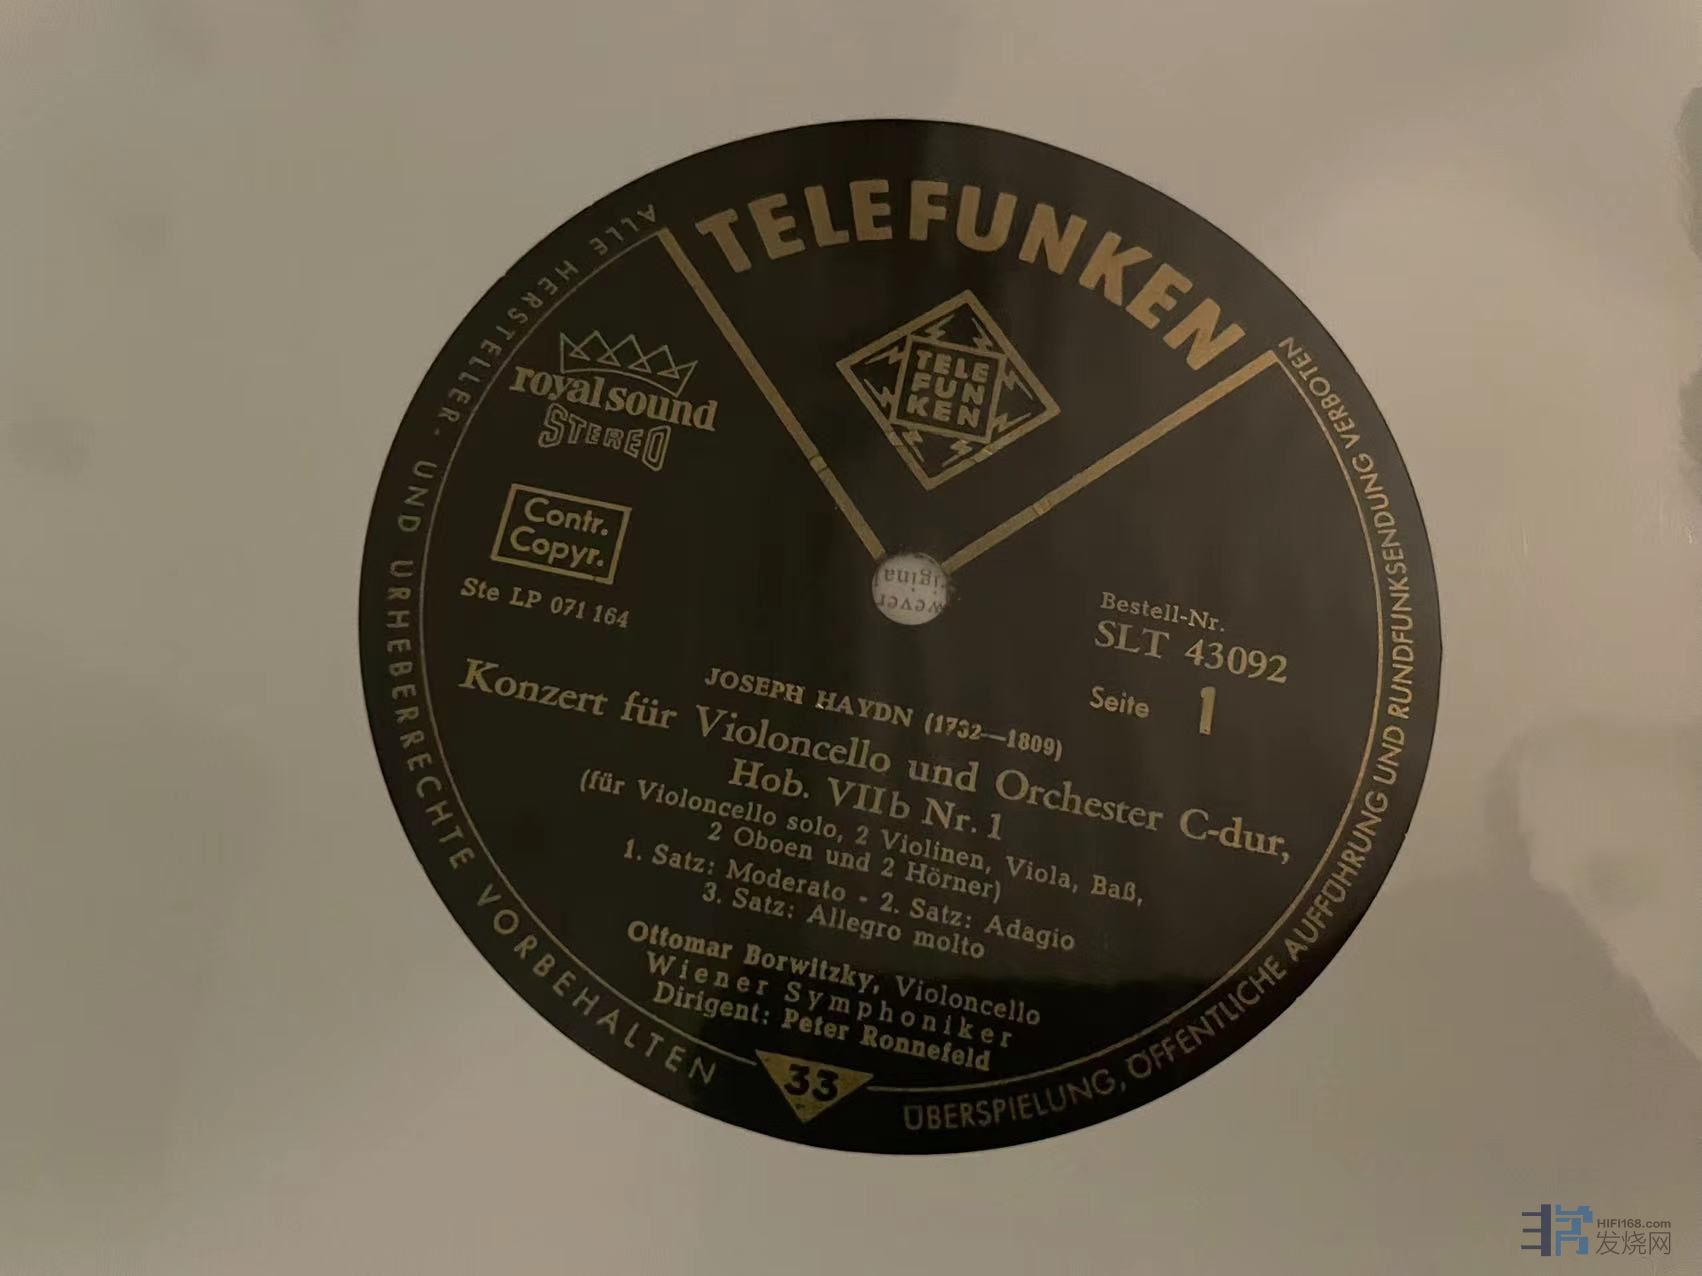 TELEFUNKEN
TELE
FUN
KEN
royal sound
STEREO
Contr.
Copyr.
Ste LP 071 164
Bestell-Nr.
SLT 43092
Seite 1
JOSEPH HAYDN (1732—1809)
Konzert für Violoncello und Orchester C-dur,
Hob. VIIb Nr. 1
(für Violoncello solo, 2 Violinen, Viola, Baß,
2 Oboen und 2 Hörner)
1. Satz: Moderato - 2. Satz: Adagio
3. Satz: Allegro molto
Ottomar Borwitzky, Violoncello
Wiener Symphoniker
Dirigent: Peter Ronnefeld
33
ALLE HERSTELLER- UND URHEBERRECHTE VORBEHALTEN
ÜBERSPIELUNG, ÖFFENTLICHE AUFFÜHRUNG UND RUNDFUNKSENDUNG VERBOTEN
HIFI168.com
发烧网